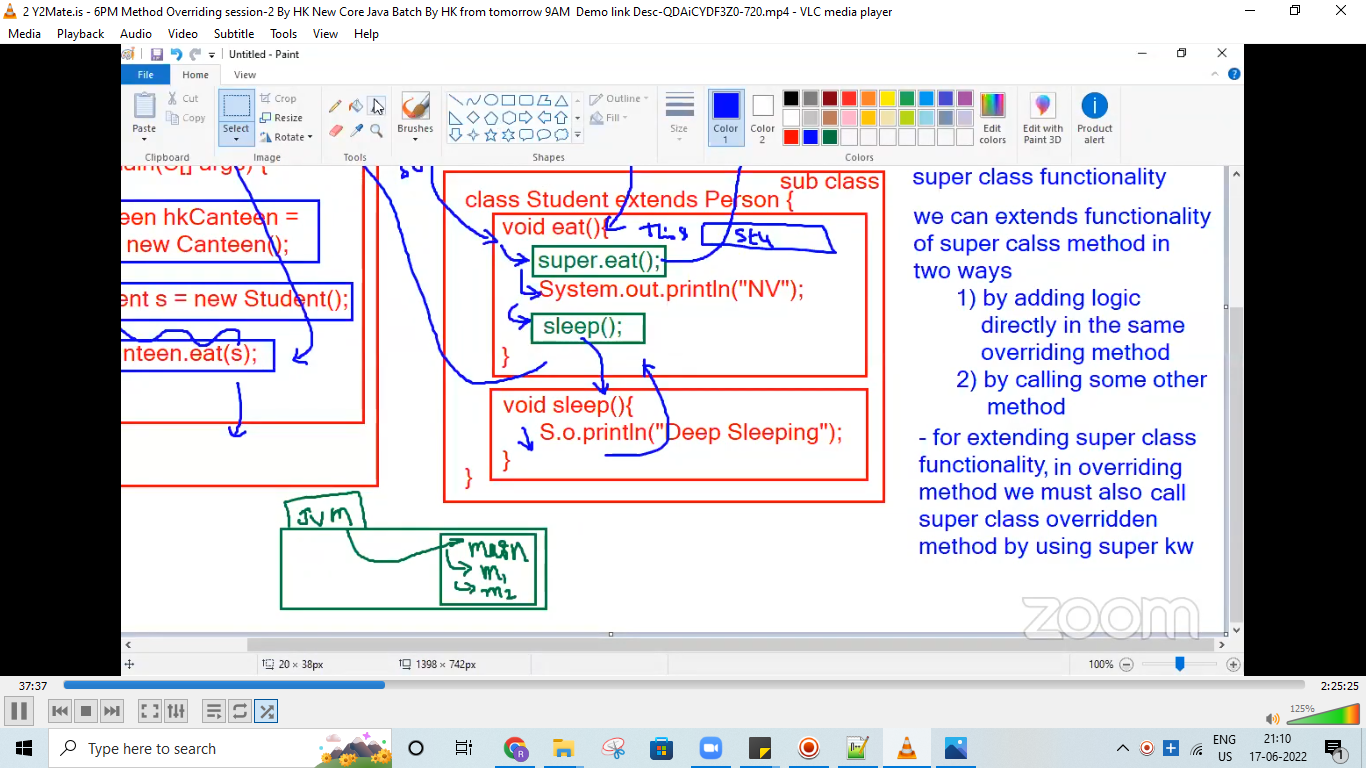 2 Y2Mate.is - 6PM Method Overriding session-2 By HK New Core Java Batch By HK from tomorrow 9AM  Demo link Desc-QDAiCYDF3Z0-720.mp4 - VLC media player
Media Playback Audio Video Subtitle Tools View Help
Untitled - Paint
File Home View
Paste Cut Copy
Select Crop Resize Rotate
Brushes
Outline Fill
Size
Color 1
Color 2
Edit colors
Edit with Paint 3D
Product alert
Clipboard Image Tools Shapes Colors
main(S[] args) {
een hkCanteen =
new Canteen();
ent s = new Student();
anteen.eat(s);
sub class
class Student extends Person {
void eat(){ this stu
super.eat();
System.out.println("NV");
sleep();
}
void sleep(){
S.o.println("Deep Sleeping");
}
}
JVM
main
m1
m2
super class functionality
we can extends functionality
of super calss method in
two ways
1) by adding logic
directly in the same
overriding method
2) by calling some other
method
- for extending super class
functionality, in overriding
method we must also call
super class overridden
method by using super kw
zoom
20 × 38px 1398 × 742px 100%
37:37 2:25:25
125%
Type here to search
ENG
US
21:10
17-06-2022
1